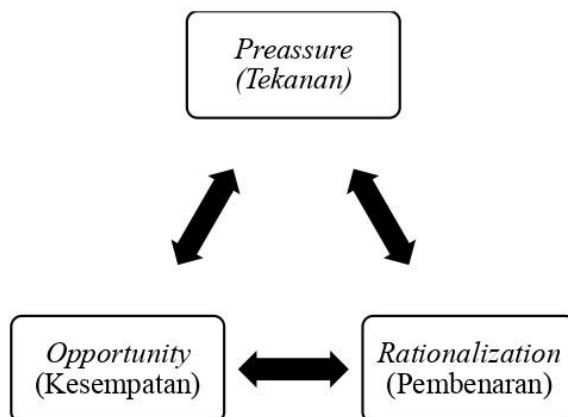 Preassure
(Tekanan)
Opportunity
(Kesempatan)
Rationalization
(Pembenaran)